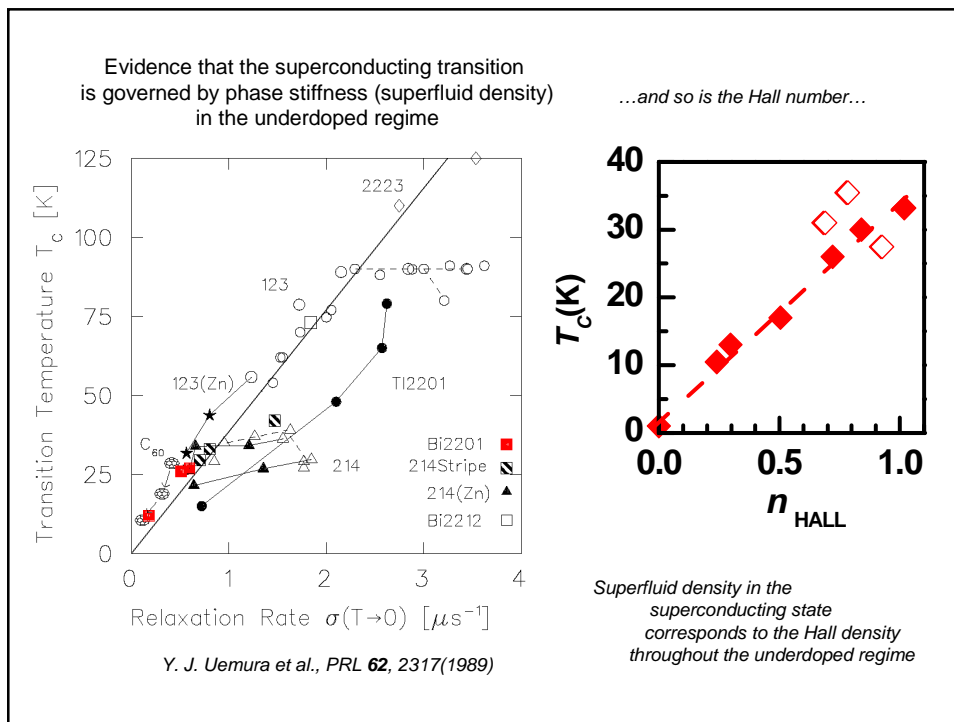 Evidence that the superconducting transition
is governed by phase stiffness (superfluid density)
in the underdoped regime
…and so is the Hall number…
Transition Temperature T_c [K]
125
100
75
50
25
0
2223
123
123(Zn)
Tl2201
C_60
214
Bi2201
214Stripe
214(Zn)
Bi2212
0 1 2 3 4
Relaxation Rate σ(T→0) [μs⁻¹]
Y. J. Uemura et al., PRL 62, 2317(1989)
T_C(K)
40
30
20
10
0
0.0 0.5 1.0
n HALL
Superfluid density in the
superconducting state
corresponds to the Hall density
throughout the underdoped regime